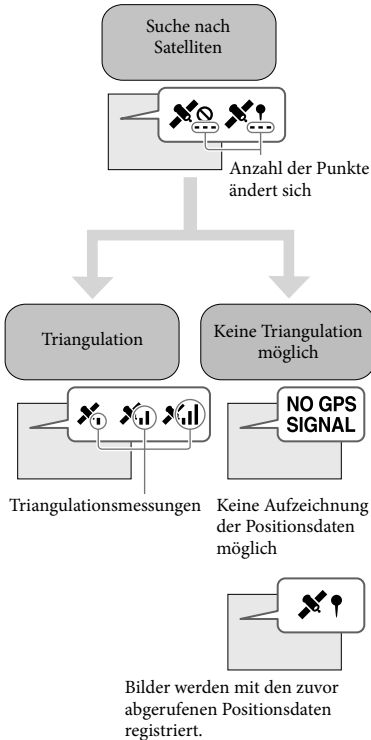 Suche nach
Satelliten
Anzahl der Punkte
ändert sich
Triangulation
Keine Triangulation
möglich
NO GPS
SIGNAL
Triangulationsmessungen
Keine Aufzeichnung
der Positionsdaten
möglich
Bilder werden mit den zuvor
abgerufenen Positionsdaten
registriert.